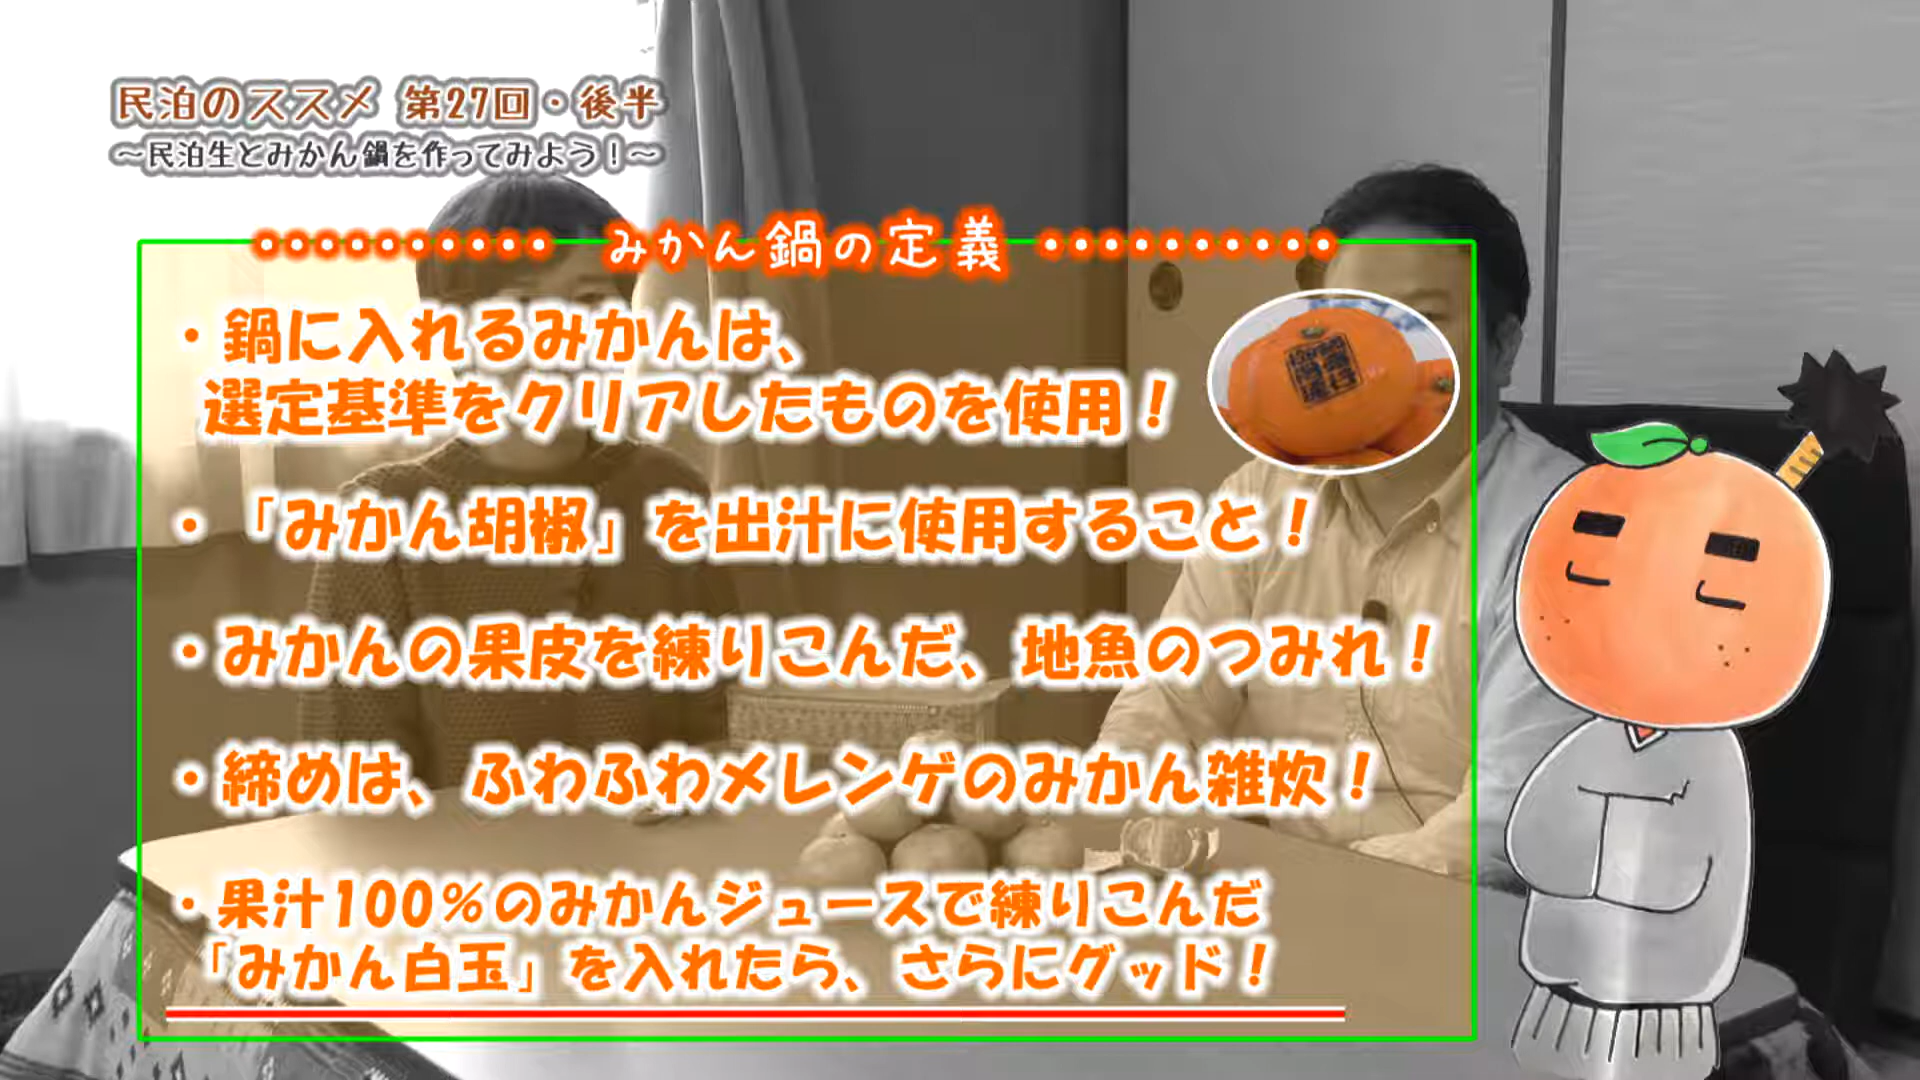 民泊のススメ 第27回・後半
～民泊生とみかん鍋を作ってみよう！～
みかん鍋の定義
・鍋に入れるみかんは、
選定基準をクリアしたものを使用！
・「みかん胡椒」を出汁に使用すること！
・みかんの果皮を練りこんだ、地魚のつみれ！
・締めは、ふわふわメレンゲのみかん雑炊！
・果汁100％のみかんジュースで練りこんだ
「みかん白玉」を入れたら、さらにグッド！